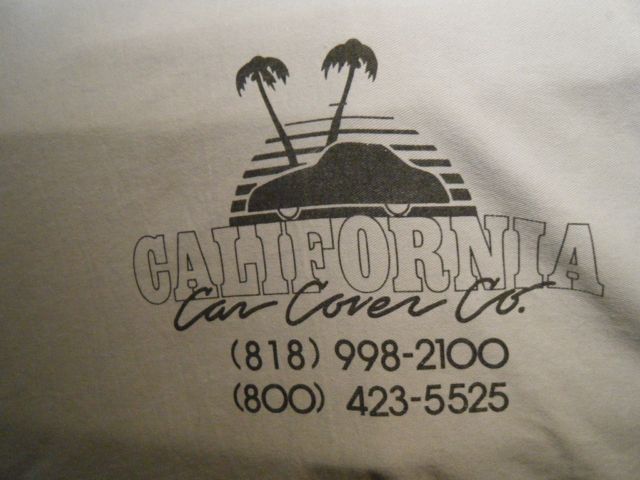 CALIFORNIA
Car Cover Co.
(818) 998-2100
(800) 423-5525